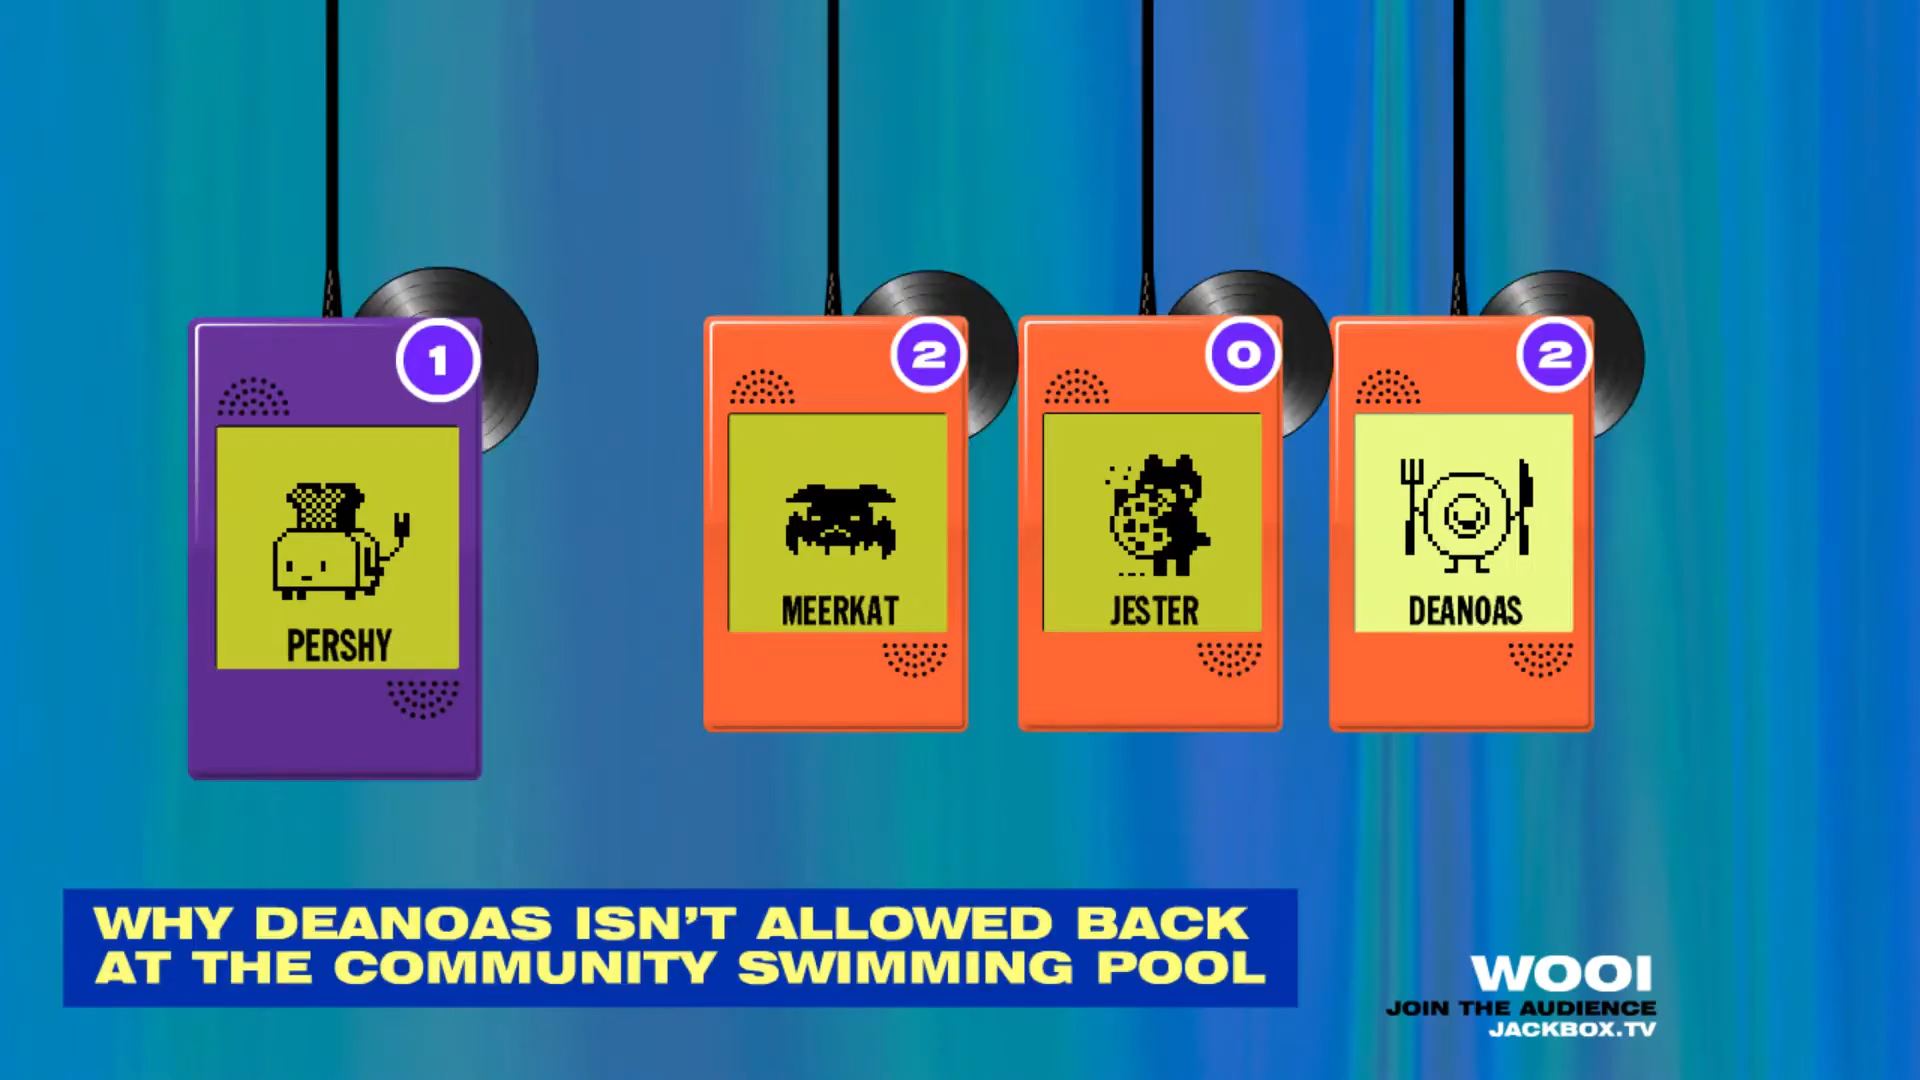 1
PERSHY
2
MEERKAT
0
JESTER
2
DEANOAS
WHY DEANOAS ISN'T ALLOWED BACK
AT THE COMMUNITY SWIMMING POOL
WOOI
JOIN THE AUDIENCE
JACKBOX.TV